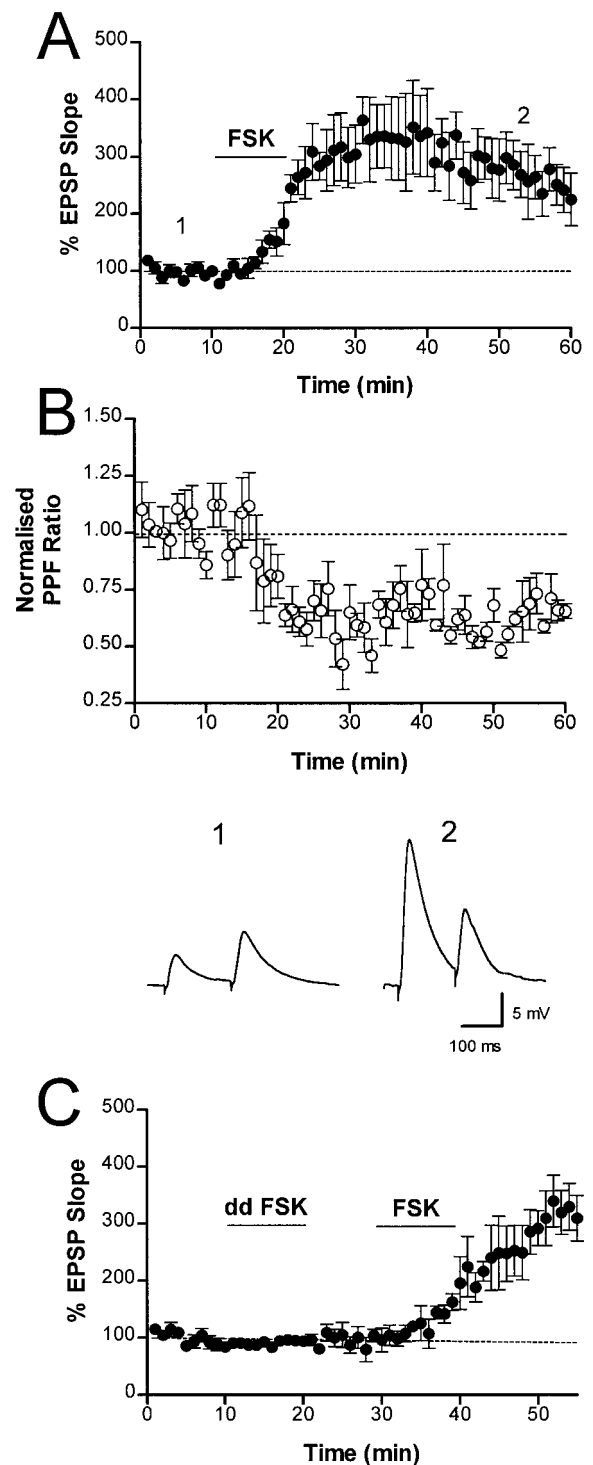 A
500
400
300
200
100
0
% EPSP Slope
FSK
1
2
0 10 20 30 40 50 60
Time (min)
B
1.50
1.25
1.00
0.75
0.50
0.25
Normalised
PPF Ratio
0 10 20 30 40 50 60
Time (min)
1
2
5 mV
100 ms
C
500
400
300
200
100
0
% EPSP Slope
dd FSK
FSK
0 10 20 30 40 50
Time (min)